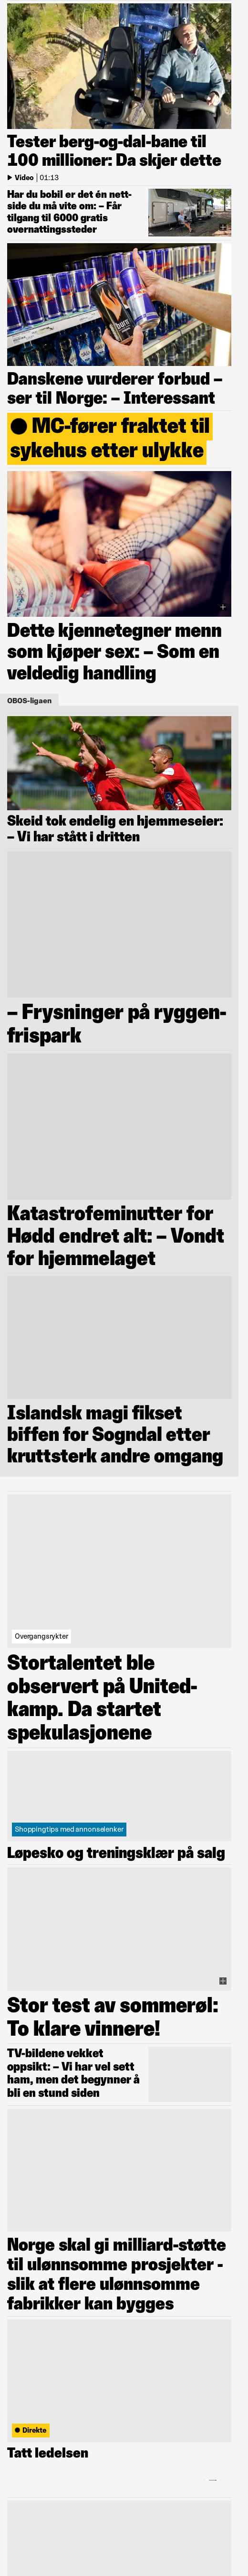 Tester berg-og-dal-bane til
100 millioner: Da skjer dette
Video | 01:13
Har du bobil er det én nett-
side du må vite om: – Får
tilgang til 6000 gratis
overnattingssteder
Danskene vurderer forbud –
ser til Norge: – Interessant
MC-fører fraktet til
sykehus etter ulykke
Dette kjennetegner menn
som kjøper sex: – Som en
veldedig handling
OBOS-ligaen
Skeid tok endelig en hjemmeseier:
– Vi har stått i dritten
– Frysninger på ryggen-
frispark
Katastrofeminutter for
Hødd endret alt: – Vondt
for hjemmelaget
Islandsk magi fikset
biffen for Sogndal etter
kruttsterk andre omgang
Overgangsrykter
Stortalentet ble
observert på United-
kamp. Da startet
spekulasjonene
Shoppingtips med annonselenker
Løpesko og treningsklær på salg
Stor test av sommerøl:
To klare vinnere!
TV-bildene vekket
oppsikt: – Vi har vel sett
ham, men det begynner å
bli en stund siden
Norge skal gi milliard-støtte
til ulønnsomme prosjekter -
slik at flere ulønnsomme
fabrikker kan bygges
Direkte
Tatt ledelsen